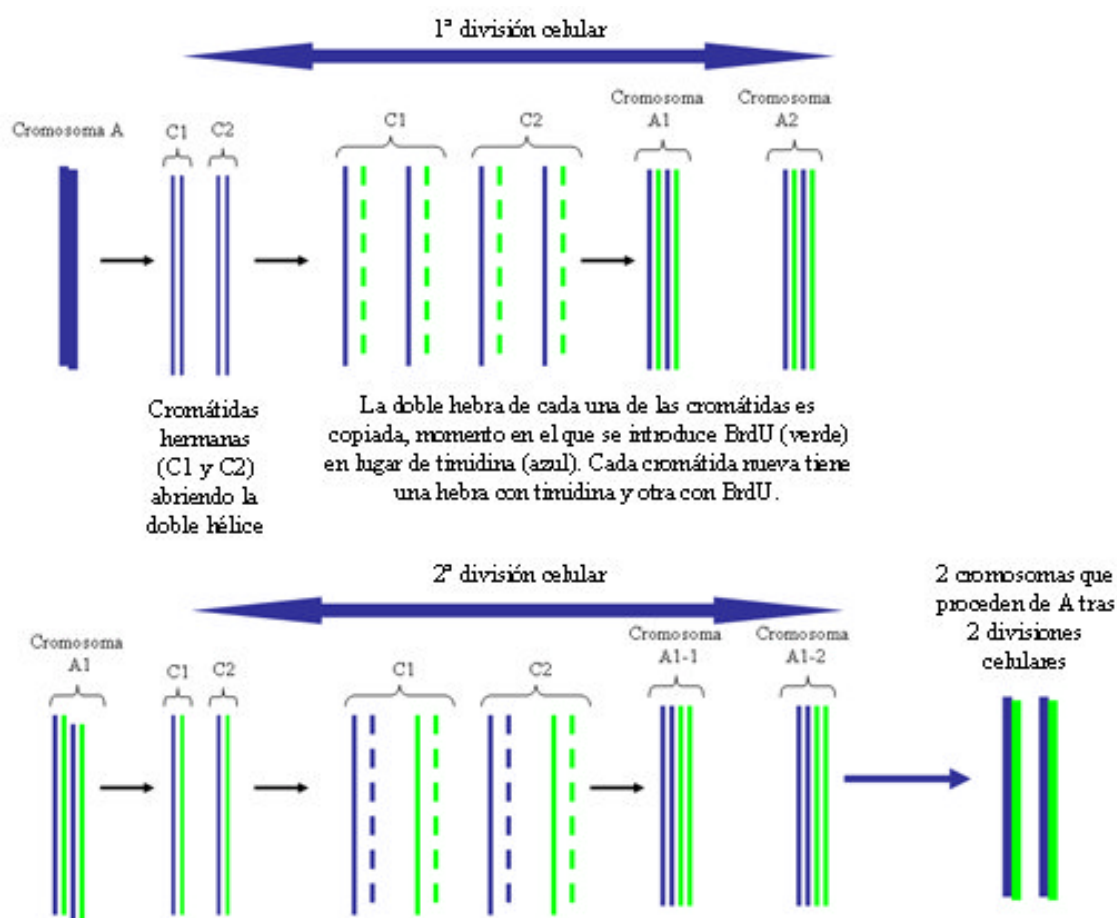 1ª división celular
Cromosoma A
C1
C2
C1
C2
Cromosoma
A1
Cromosoma
A2
Cromátidas
hermanas
(C1 y C2)
abriendo la
doble hélice
La doble hebra de cada una de las cromátidas es
copiada, momento en el que se introduce BrdU (verde)
en lugar de timidina (azul). Cada cromátida nueva tiene
una hebra con timidina y otra con BrdU.
2ª división celular
2 cromosomas que
proceden de A tras
2 divisiones
celulares
Cromosoma
A1
C1
C2
C1
C2
Cromosoma
A1-1
Cromosoma
A1-2